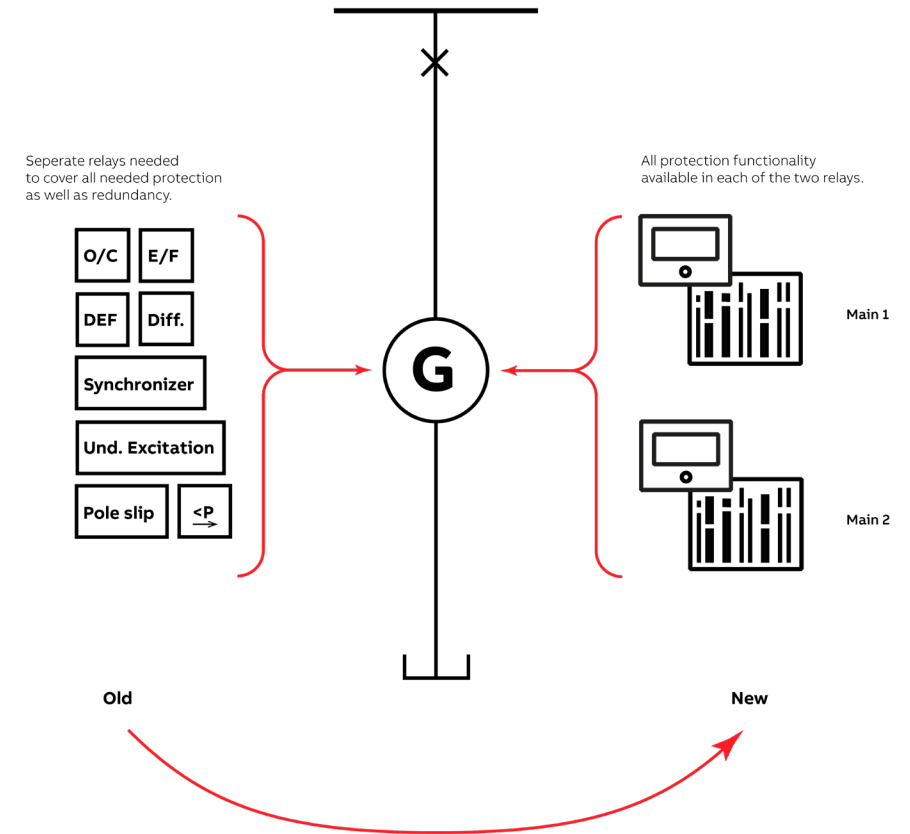 Seperate relays needed
to cover all needed protection
as well as redundancy.
All protection functionality
available in each of the two relays.
O/C
E/F
DEF
Diff.
Synchronizer
Und. Excitation
Pole slip
<P
G
Main 1
Main 2
Old
New